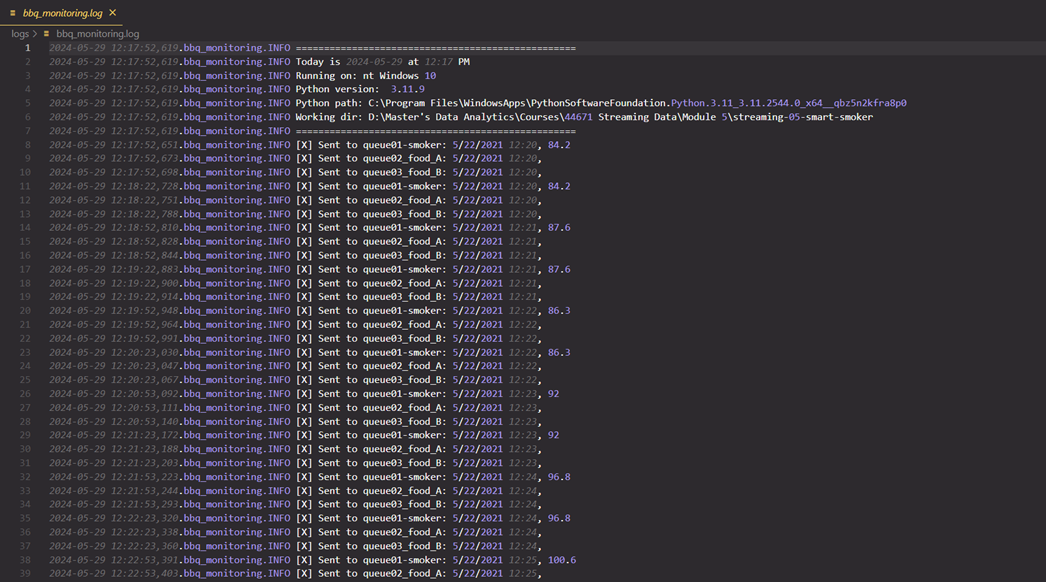 bbq_monitoring.log ×
logs > bbq_monitoring.log
1 2024-05-29 12:17:52,619.bbq_monitoring.INFO ==================================================
2 2024-05-29 12:17:52,619.bbq_monitoring.INFO Today is 2024-05-29 at 12:17 PM
3 2024-05-29 12:17:52,619.bbq_monitoring.INFO Running on: nt Windows 10
4 2024-05-29 12:17:52,619.bbq_monitoring.INFO Python version:  3.11.9
5 2024-05-29 12:17:52,619.bbq_monitoring.INFO Python path: C:\Program Files\WindowsApps\PythonSoftwareFoundation.Python.3.11_3.11.2544.0_x64__qbz5n2kfra8p0
6 2024-05-29 12:17:52,619.bbq_monitoring.INFO Working dir: D:\Master's Data Analytics\Courses\44671 Streaming Data\Module 5\streaming-05-smart-smoker
7 2024-05-29 12:17:52,619.bbq_monitoring.INFO ==================================================
8 2024-05-29 12:17:52,651.bbq_monitoring.INFO [X] Sent to queue01-smoker: 5/22/2021 12:20, 84.2
9 2024-05-29 12:17:52,673.bbq_monitoring.INFO [X] Sent to queue02_food_A: 5/22/2021 12:20,
10 2024-05-29 12:17:52,698.bbq_monitoring.INFO [X] Sent to queue03_food_B: 5/22/2021 12:20,
11 2024-05-29 12:18:22,728.bbq_monitoring.INFO [X] Sent to queue01-smoker: 5/22/2021 12:20, 84.2
12 2024-05-29 12:18:22,751.bbq_monitoring.INFO [X] Sent to queue02_food_A: 5/22/2021 12:20,
13 2024-05-29 12:18:22,788.bbq_monitoring.INFO [X] Sent to queue03_food_B: 5/22/2021 12:20,
14 2024-05-29 12:18:52,810.bbq_monitoring.INFO [X] Sent to queue01-smoker: 5/22/2021 12:21, 87.6
15 2024-05-29 12:18:52,828.bbq_monitoring.INFO [X] Sent to queue02_food_A: 5/22/2021 12:21,
16 2024-05-29 12:18:52,844.bbq_monitoring.INFO [X] Sent to queue03_food_B: 5/22/2021 12:21,
17 2024-05-29 12:19:22,883.bbq_monitoring.INFO [X] Sent to queue01-smoker: 5/22/2021 12:21, 87.6
18 2024-05-29 12:19:22,900.bbq_monitoring.INFO [X] Sent to queue02_food_A: 5/22/2021 12:21,
19 2024-05-29 12:19:22,914.bbq_monitoring.INFO [X] Sent to queue03_food_B: 5/22/2021 12:21,
20 2024-05-29 12:19:52,948.bbq_monitoring.INFO [X] Sent to queue01-smoker: 5/22/2021 12:22, 86.3
21 2024-05-29 12:19:52,964.bbq_monitoring.INFO [X] Sent to queue02_food_A: 5/22/2021 12:22,
22 2024-05-29 12:19:52,991.bbq_monitoring.INFO [X] Sent to queue03_food_B: 5/22/2021 12:22,
23 2024-05-29 12:20:23,030.bbq_monitoring.INFO [X] Sent to queue01-smoker: 5/22/2021 12:22, 86.3
24 2024-05-29 12:20:23,047.bbq_monitoring.INFO [X] Sent to queue02_food_A: 5/22/2021 12:22,
25 2024-05-29 12:20:23,067.bbq_monitoring.INFO [X] Sent to queue03_food_B: 5/22/2021 12:22,
26 2024-05-29 12:20:53,092.bbq_monitoring.INFO [X] Sent to queue01-smoker: 5/22/2021 12:23, 92
27 2024-05-29 12:20:53,111.bbq_monitoring.INFO [X] Sent to queue02_food_A: 5/22/2021 12:23,
28 2024-05-29 12:20:53,140.bbq_monitoring.INFO [X] Sent to queue03_food_B: 5/22/2021 12:23,
29 2024-05-29 12:21:23,172.bbq_monitoring.INFO [X] Sent to queue01-smoker: 5/22/2021 12:23, 92
30 2024-05-29 12:21:23,188.bbq_monitoring.INFO [X] Sent to queue02_food_A: 5/22/2021 12:23,
31 2024-05-29 12:21:23,203.bbq_monitoring.INFO [X] Sent to queue03_food_B: 5/22/2021 12:23,
32 2024-05-29 12:21:53,223.bbq_monitoring.INFO [X] Sent to queue01-smoker: 5/22/2021 12:24, 96.8
33 2024-05-29 12:21:53,244.bbq_monitoring.INFO [X] Sent to queue02_food_A: 5/22/2021 12:24,
34 2024-05-29 12:21:53,293.bbq_monitoring.INFO [X] Sent to queue03_food_B: 5/22/2021 12:24,
35 2024-05-29 12:22:23,320.bbq_monitoring.INFO [X] Sent to queue01-smoker: 5/22/2021 12:24, 96.8
36 2024-05-29 12:22:23,338.bbq_monitoring.INFO [X] Sent to queue02_food_A: 5/22/2021 12:24,
37 2024-05-29 12:22:23,360.bbq_monitoring.INFO [X] Sent to queue03_food_B: 5/22/2021 12:24,
38 2024-05-29 12:22:53,391.bbq_monitoring.INFO [X] Sent to queue01-smoker: 5/22/2021 12:25, 100.6
39 2024-05-29 12:22:53,403.bbq_monitoring.INFO [X] Sent to queue02_food_A: 5/22/2021 12:25,